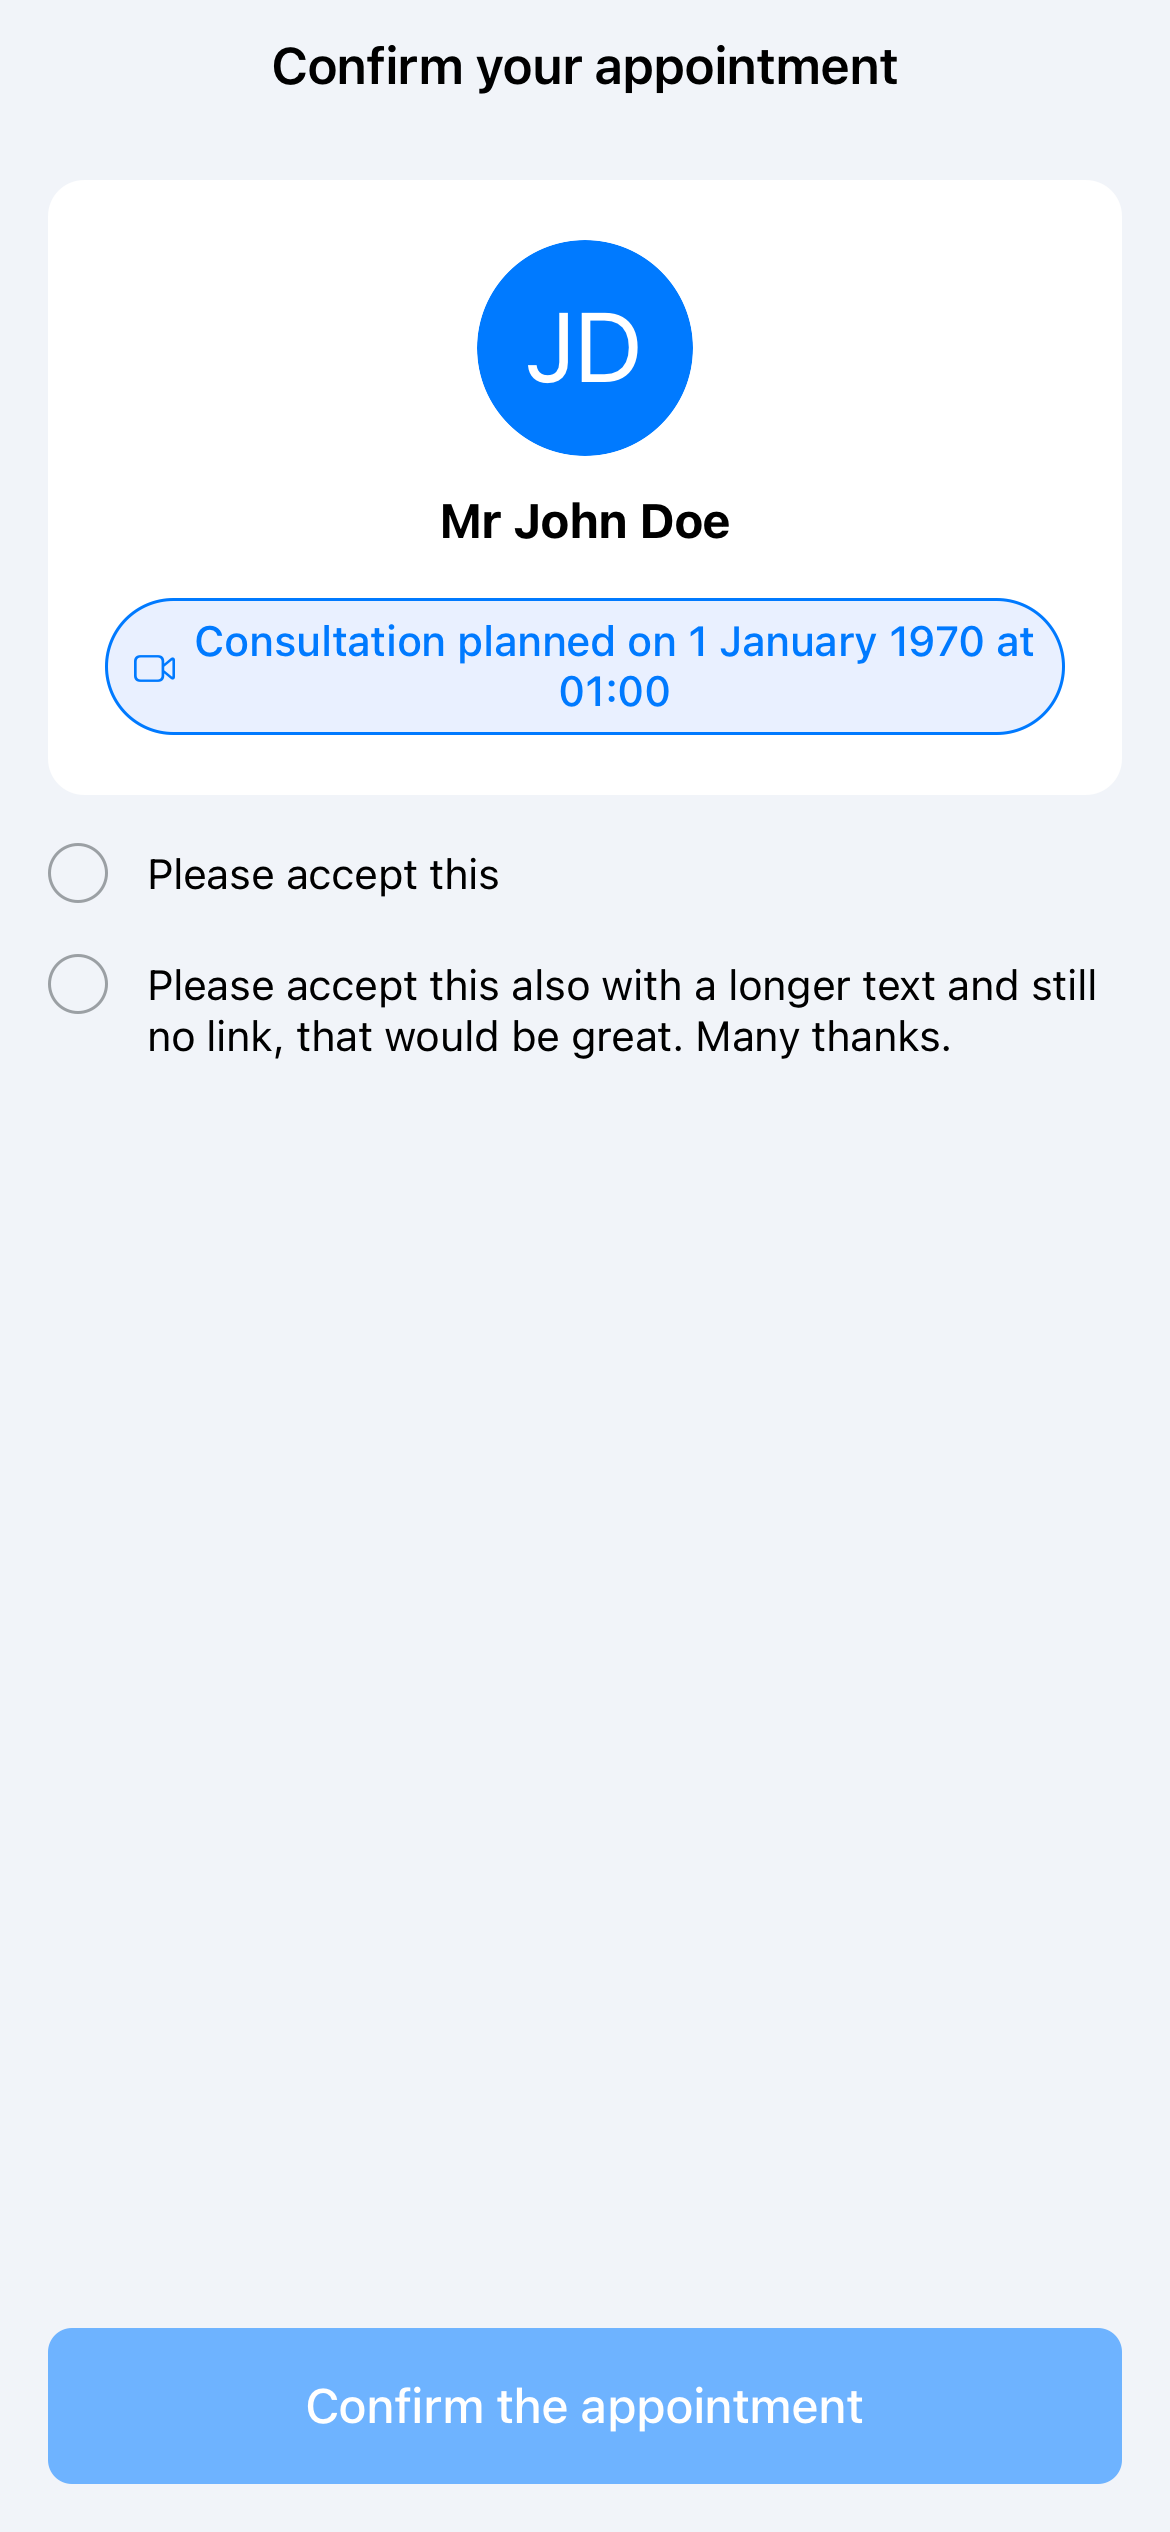 Confirm your appointment
JD
Mr John Doe
Consultation planned on 1 January 1970 at
01:00
Please accept this
Please accept this also with a longer text and still
no link, that would be great. Many thanks.
Confirm the appointment